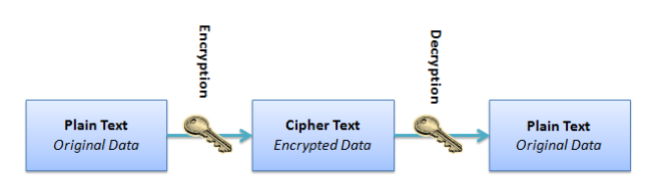 Encryption
Decryption
Plain Text
Original Data
Cipher Text
Encrypted Data
Plain Text
Original Data